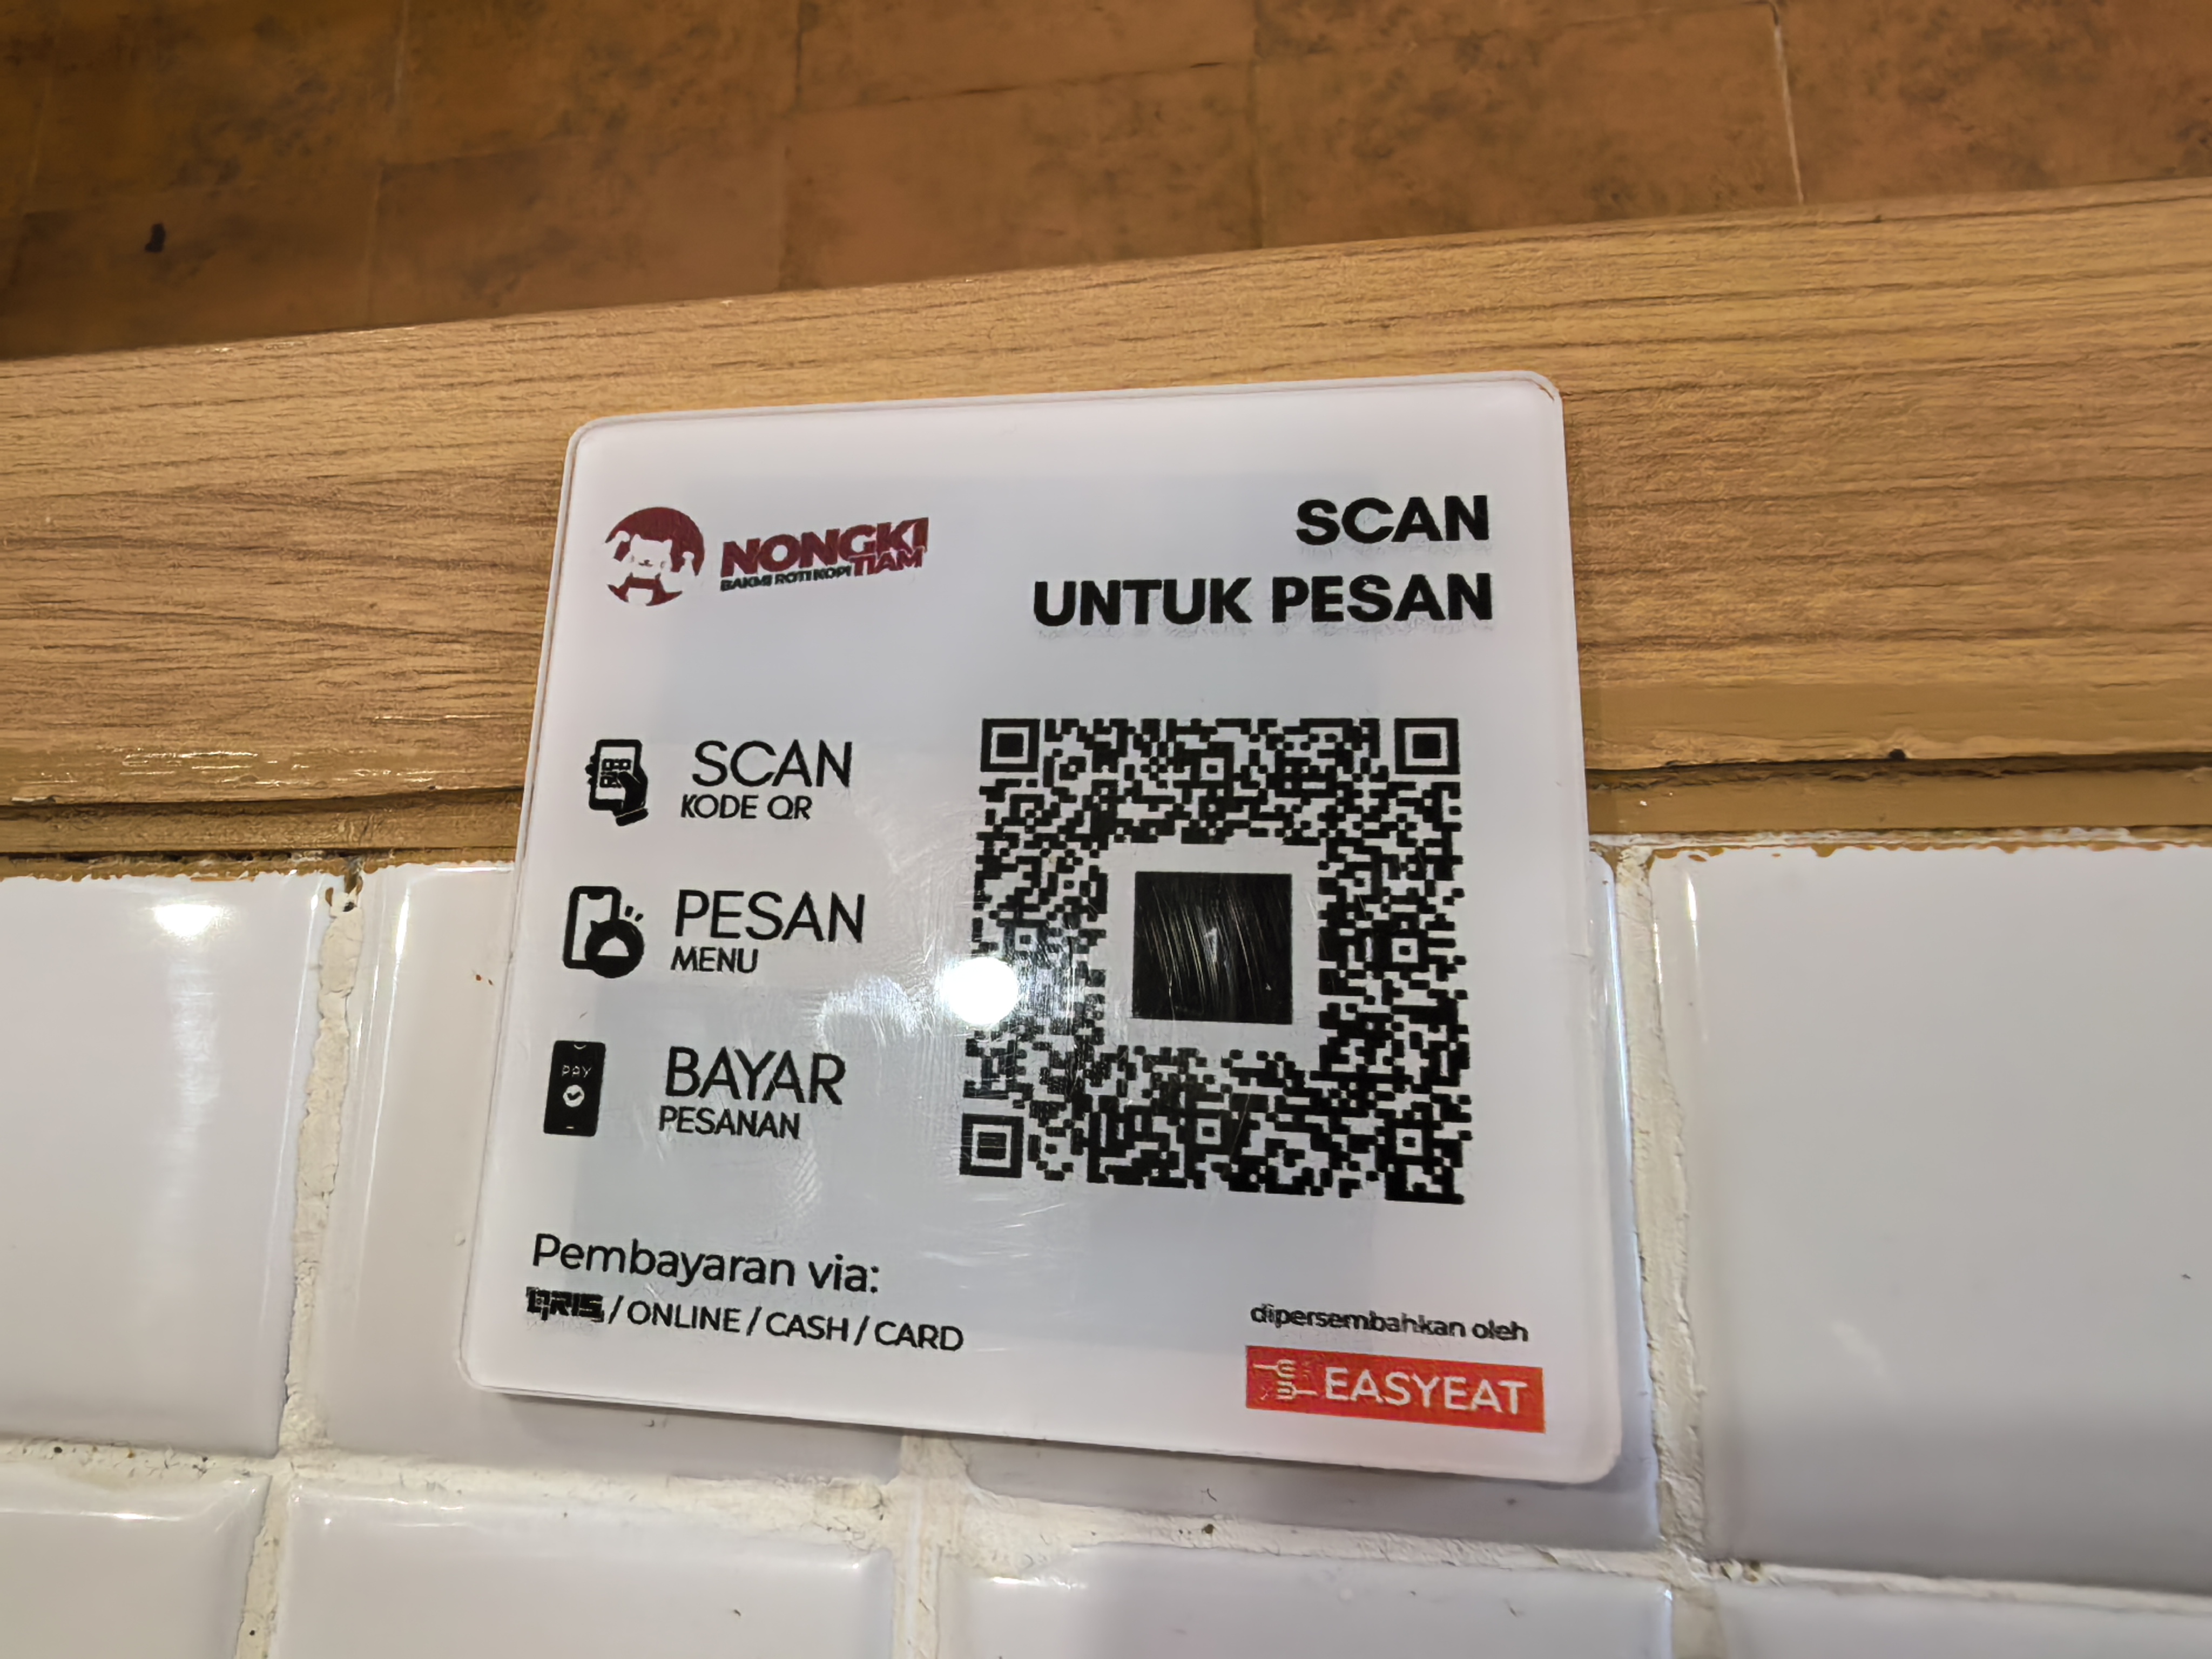 NONGKI
BAKMI ROTI KOPI TIAM
SCAN
UNTUK PESAN
SCAN
KODE QR
PESAN
MENU
PAY
BAYAR
PESANAN
Pembayaran via:
QRIS / ONLINE / CASH / CARD
dipersembahkan oleh
EASYEAT